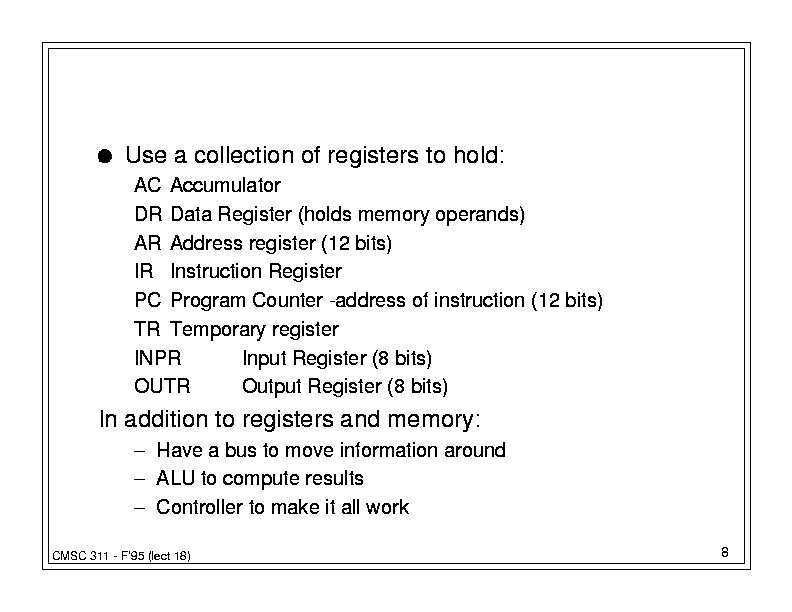 ● Use a collection of registers to hold:
AC Accumulator
DR Data Register (holds memory operands)
AR Address register (12 bits)
IR Instruction Register
PC Program Counter -address of instruction (12 bits)
TR Temporary register
INPR Input Register (8 bits)
OUTR Output Register (8 bits)
In addition to registers and memory:
– Have a bus to move information around
– ALU to compute results
– Controller to make it all work
CMSC 311 - F'95 (lect 18)
8